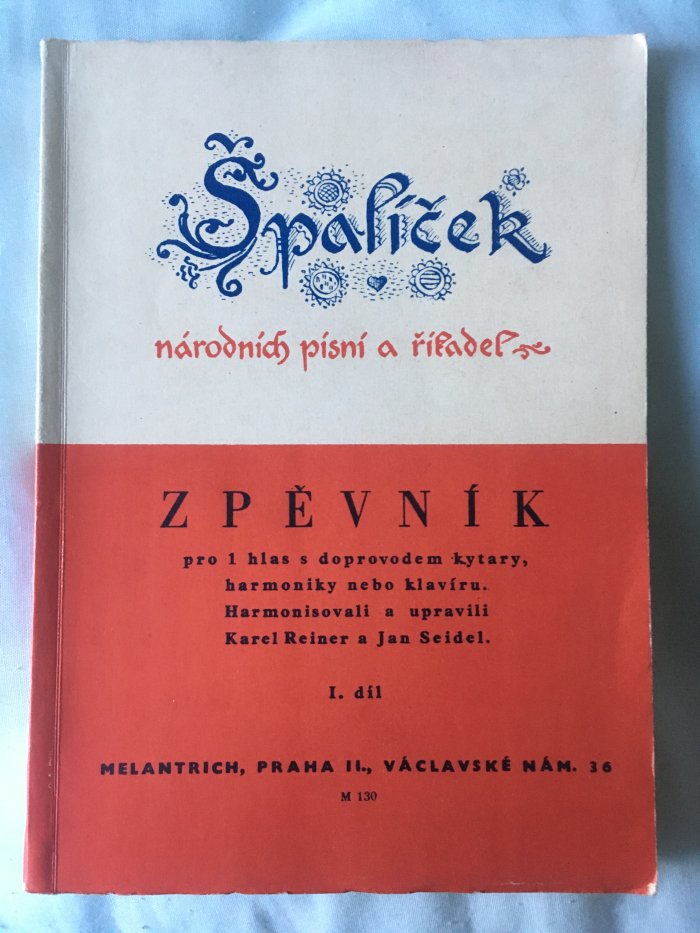 Špalíček
národních písní a říkadel
ZPĚVNÍK
pro 1 hlas s doprovodem kytary,
harmoniky nebo klavíru.
Harmonisovali a upravili
Karel Reiner a Jan Seidel.
I. díl
MELANTRICH, PRAHA II., VÁCLAVSKÉ NÁM. 36
M 130